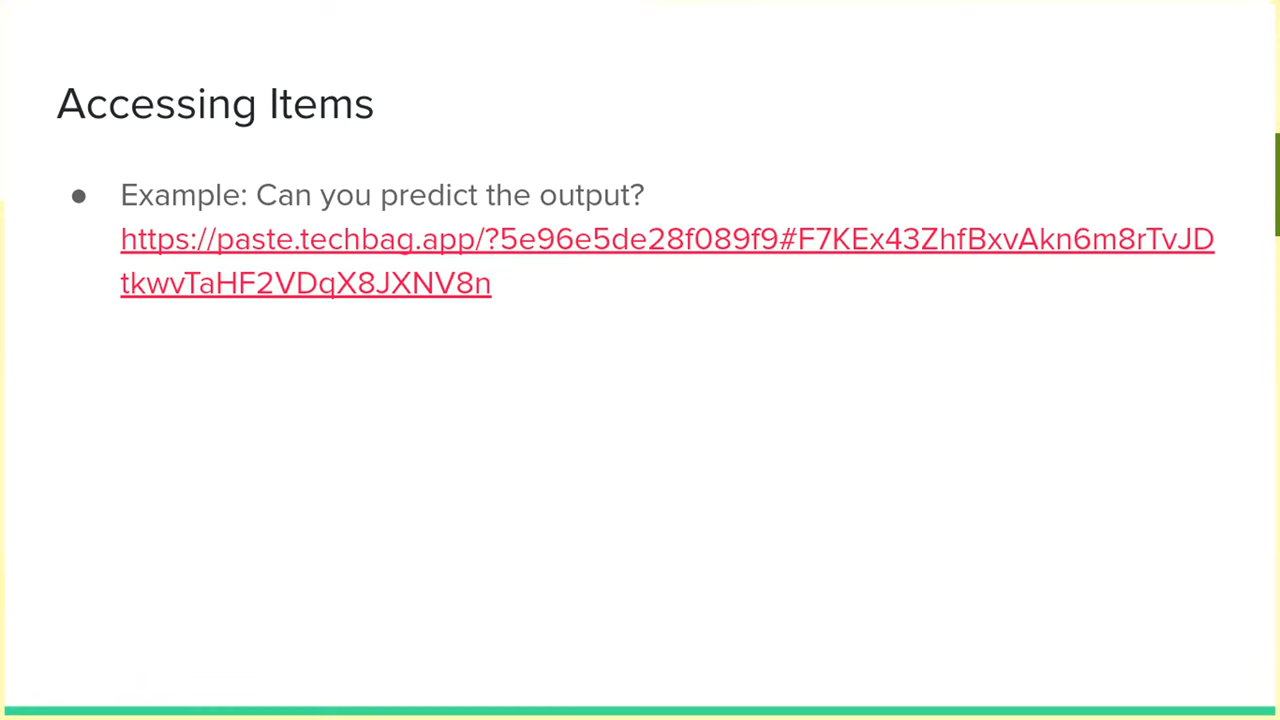 Accessing Items
● Example: Can you predict the output?
https://paste.techbag.app/?5e96e5de28f089f9#F7KEx43ZhfBxvAkn6m8rTvJD
tkwvTaHF2VDqX8JXNV8n